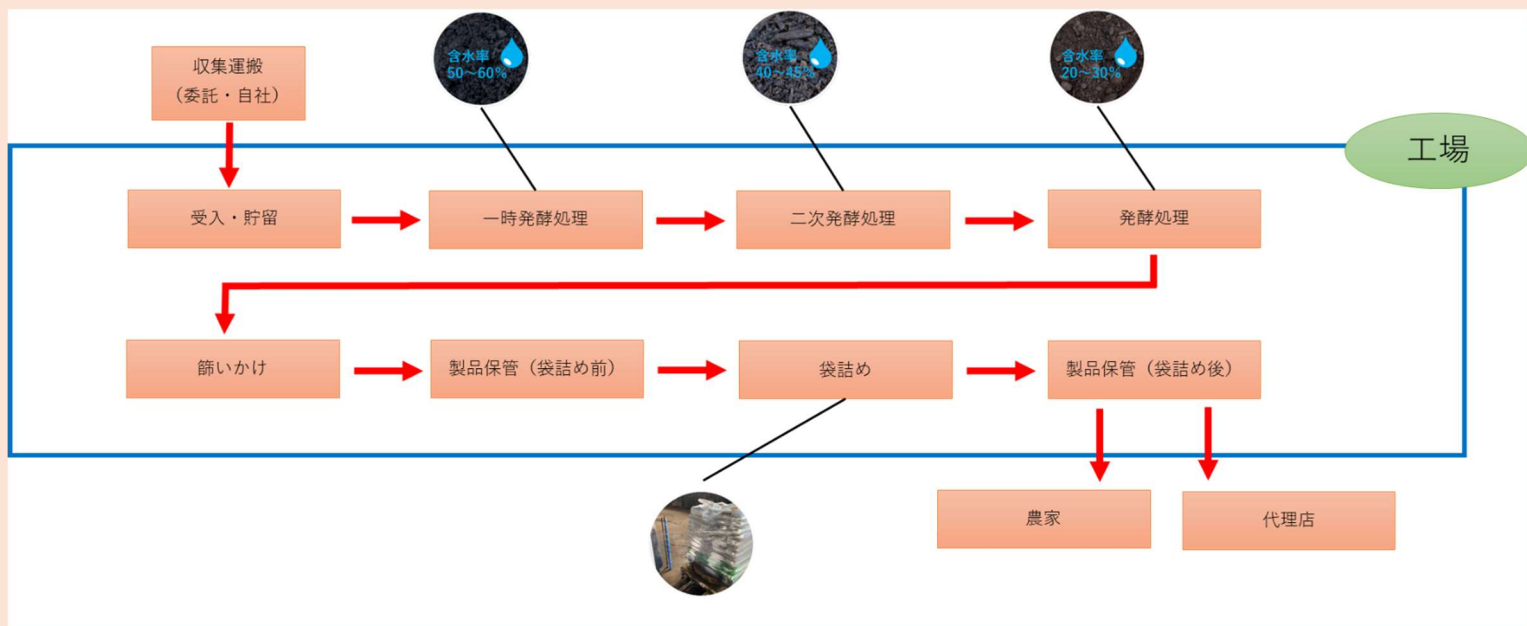 収集運搬
（委託・自社）
含水率
50～60%
含水率
40～45%
含水率
20～30%
工場
受入・貯留
一時発酵処理
二次発酵処理
発酵処理
篩いかけ
製品保管（袋詰め前）
袋詰め
製品保管（袋詰め後）
農家
代理店